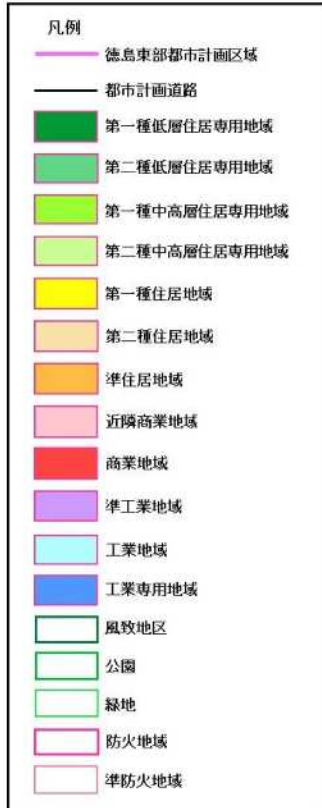 凡例
徳島東部都市計画区域
都市計画道路
第一種低層住居専用地域
第二種低層住居専用地域
第一種中高層住居専用地域
第二種中高層住居専用地域
第一種住居地域
第二種住居地域
準住居地域
近隣商業地域
商業地域
準工業地域
工業地域
工業専用地域
風致地区
公園
緑地
防火地域
準防火地域